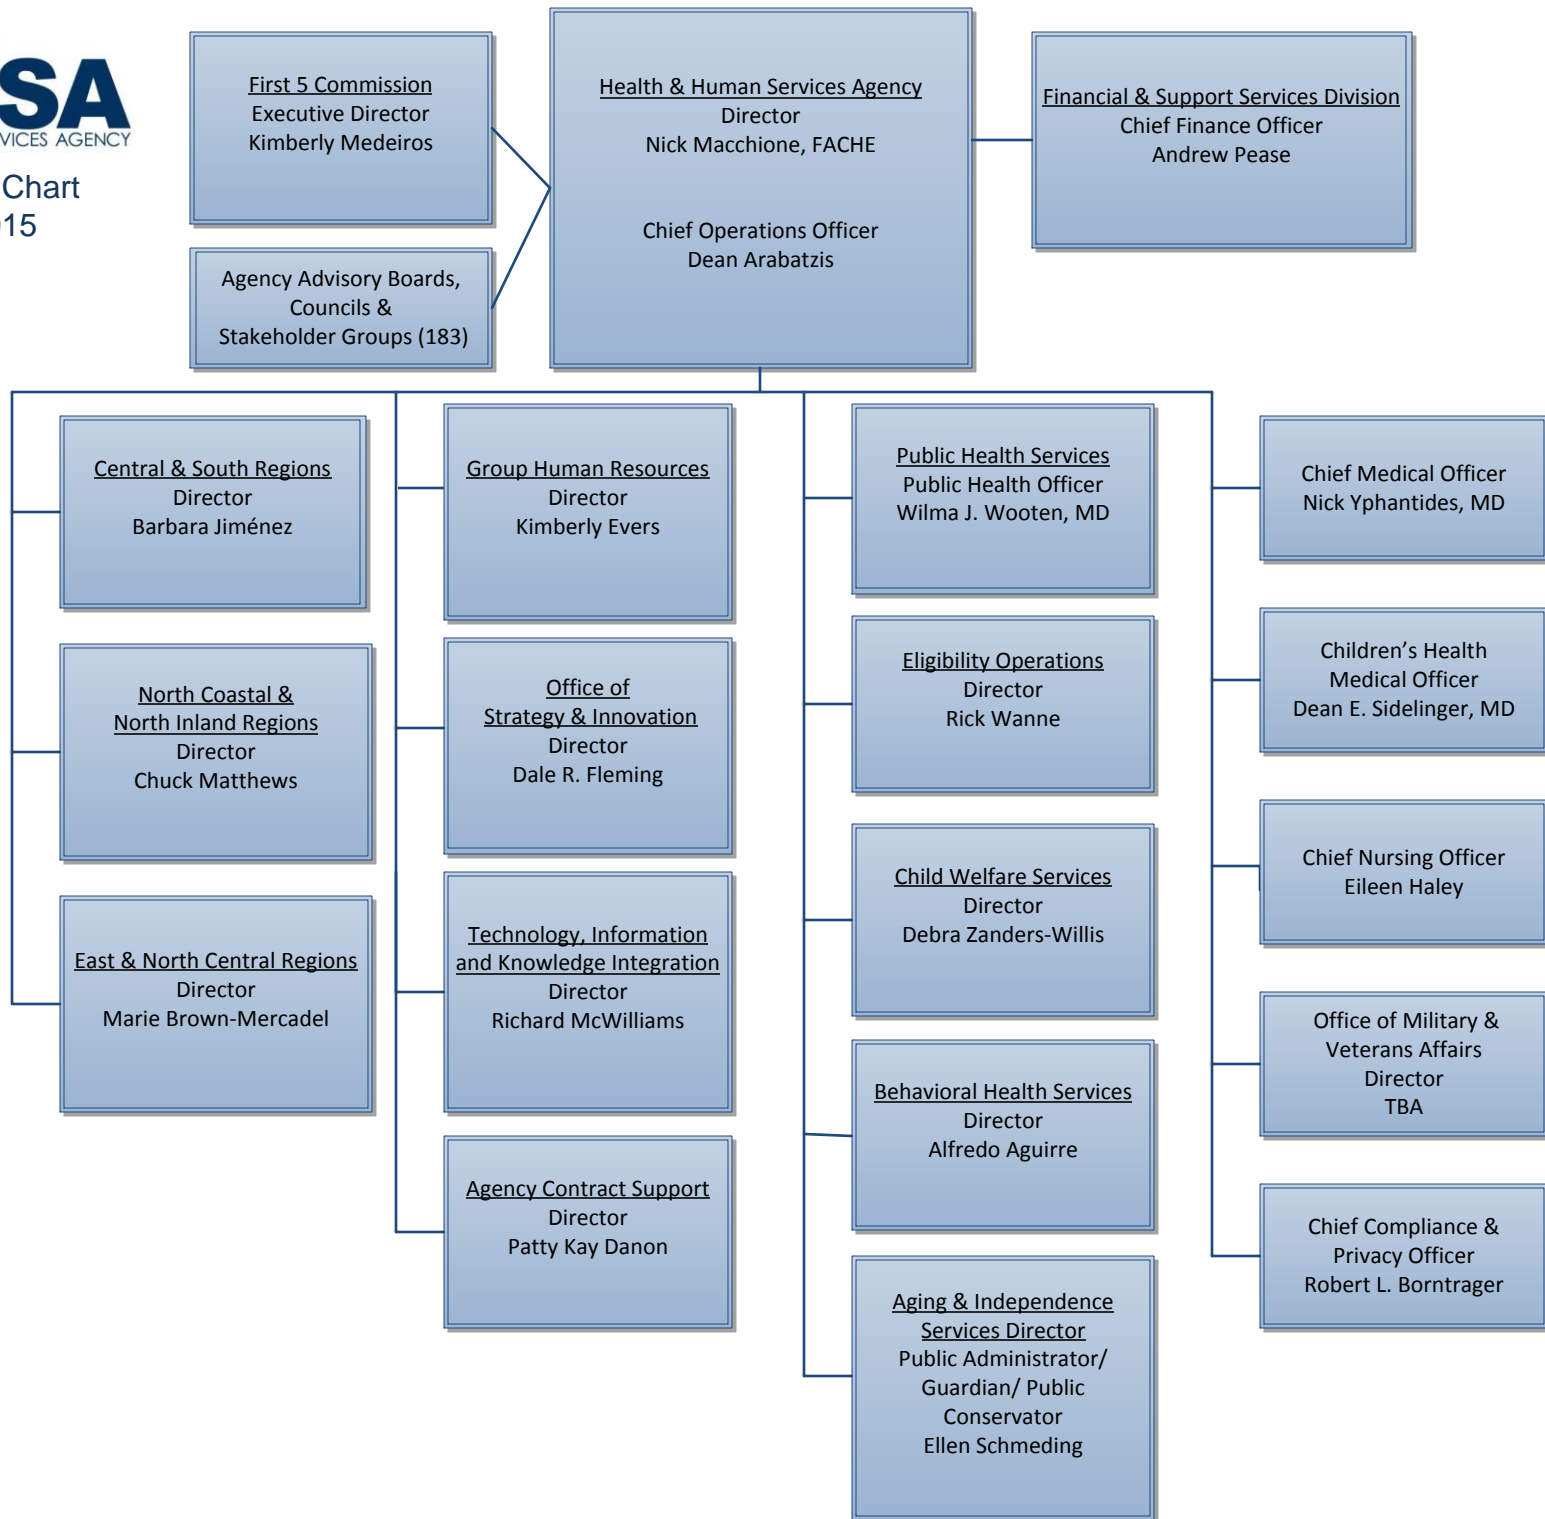 SA
VICES AGENCY
Chart
15
First 5 Commission
Executive Director
Kimberly Medeiros
Agency Advisory Boards,
Councils &
Stakeholder Groups (183)
Health & Human Services Agency
Director
Nick Macchione, FACHE
Chief Operations Officer
Dean Arabatzis
Financial & Support Services Division
Chief Finance Officer
Andrew Pease
Central & South Regions
Director
Barbara Jiménez
North Coastal &
North Inland Regions
Director
Chuck Matthews
East & North Central Regions
Director
Marie Brown-Mercadel
Group Human Resources
Director
Kimberly Evers
Office of
Strategy & Innovation
Director
Dale R. Fleming
Technology, Information
and Knowledge Integration
Director
Richard McWilliams
Agency Contract Support
Director
Patty Kay Danon
Public Health Services
Public Health Officer
Wilma J. Wooten, MD
Eligibility Operations
Director
Rick Wanne
Child Welfare Services
Director
Debra Zanders-Willis
Behavioral Health Services
Director
Alfredo Aguirre
Aging & Independence
Services Director
Public Administrator/
Guardian/ Public
Conservator
Ellen Schmeding
Chief Medical Officer
Nick Yphantides, MD
Children’s Health
Medical Officer
Dean E. Sidelinger, MD
Chief Nursing Officer
Eileen Haley
Office of Military &
Veterans Affairs
Director
TBA
Chief Compliance &
Privacy Officer
Robert L. Borntrager